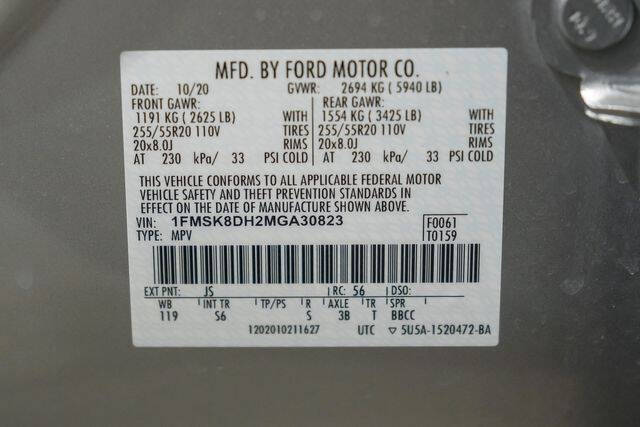 MFD. BY FORD MOTOR CO.
DATE: 10/20 GVWR: 2694 KG ( 5940 LB)
FRONT GAWR: REAR GAWR:
1191 KG ( 2625 LB) WITH 1554 KG ( 3425 LB) WITH
255/55R20 110V TIRES 255/55R20 110V TIRES
20x8.0J RIMS 20x8.0J RIMS
AT 230 kPa/ 33 PSI COLD AT 230 kPa/ 33 PSI COLD
THIS VEHICLE CONFORMS TO ALL APPLICABLE FEDERAL MOTOR
VEHICLE SAFETY AND THEFT PREVENTION STANDARDS IN
EFFECT ON THE DATE OF MANUFACTURE SHOWN ABOVE.
VIN: 1FMSK8DH2MGA30823 F0061
TYPE: MPV T0159
EXT PNT: JS RC: 56 DSO:
WB INT TR TP/PS R AXLE TR SPR
119 S6 S 3B T BBCC
1202010211627 UTC ▽ 5U5A-1520472-BA